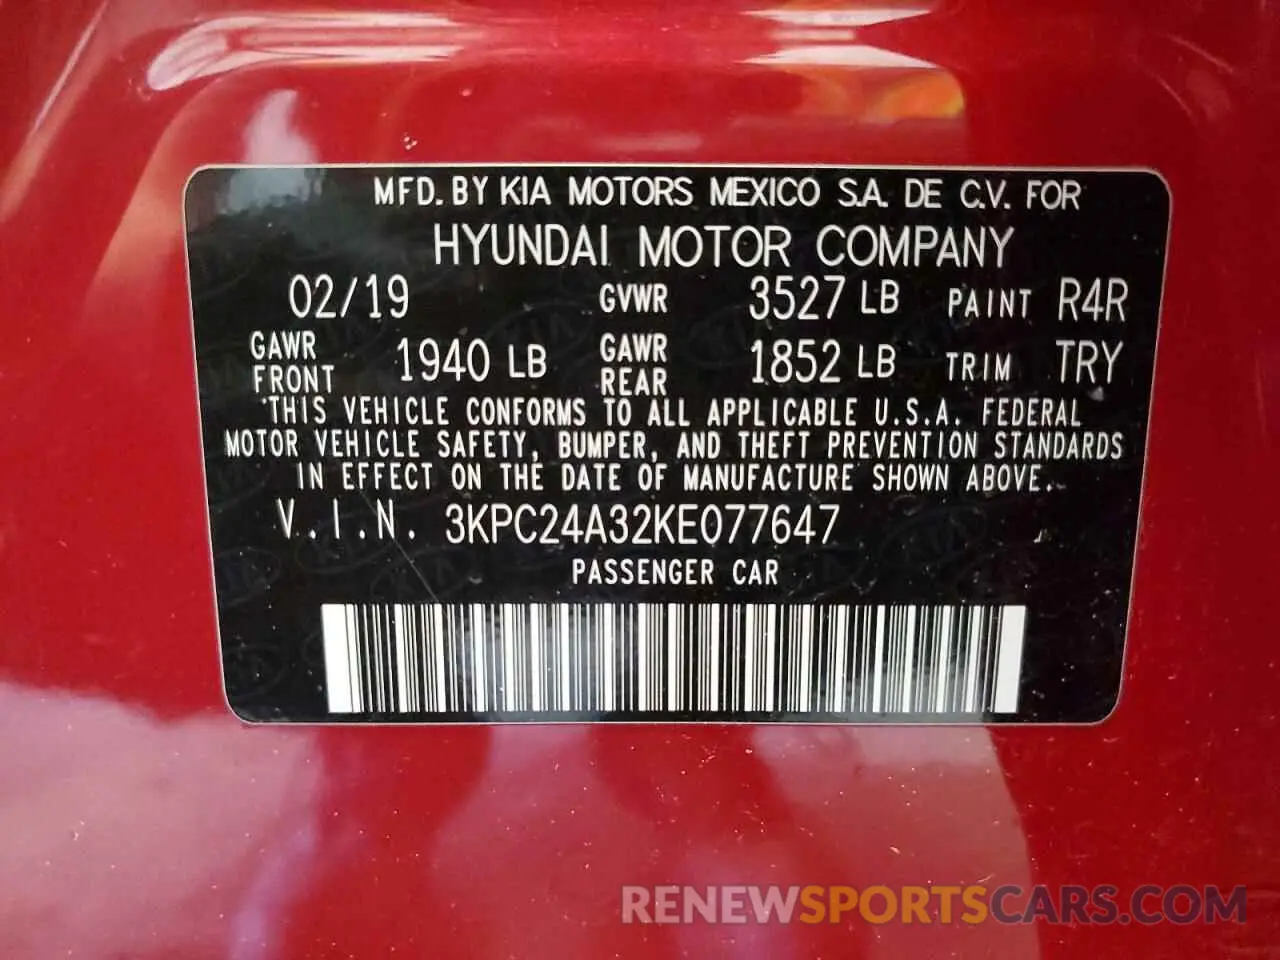 MFD. BY KIA MOTORS MEXICO S.A. DE C.V. FOR
HYUNDAI MOTOR COMPANY
02/19 GVWR 3527 LB PAINT R4R
GAWR FRONT 1940 LB GAWR REAR 1852 LB TRIM TRY
THIS VEHICLE CONFORMS TO ALL APPLICABLE U.S.A. FEDERAL
MOTOR VEHICLE SAFETY, BUMPER, AND THEFT PREVENTION STANDARDS
IN EFFECT ON THE DATE OF MANUFACTURE SHOWN ABOVE.
V.I.N. 3KPC24A32KE077647
PASSENGER CAR
RENEWSPORTSCARS.COM